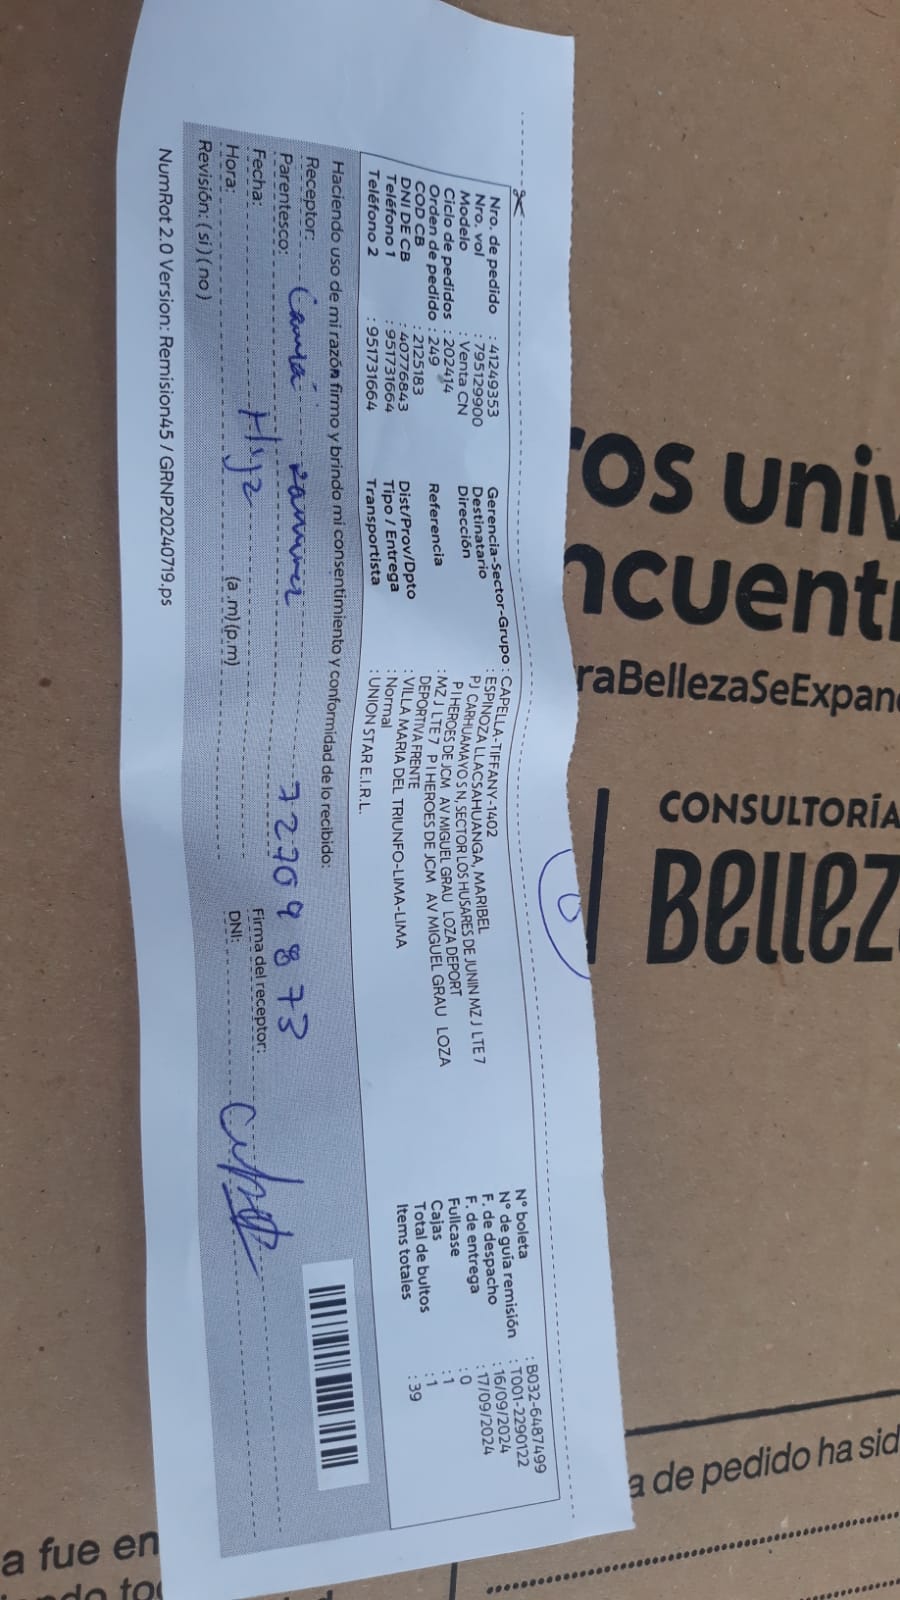 Nro. de pedido : 41249353
Nro. vol : 795129900
Modelo : Venta CN
Ciclo de pedidos : 202414
Orden de pedido : 249
COD CB : 2125183
DNI DE CB : 40776843
Teléfono 1 : 951731664
Teléfono 2 : 951731664
Gerencia-Sector-Grupo : CAPELLA-TIFFANY-1402
Destinatario : ESPINOZA LLACSAHUANGA, MARIBEL
Dirección PJ CARHUAMAYO S N, SECTOR LOS HUSARES DE JUNIN MZ J LTE 7
P I HEROES DE JCM AV MIGUEL GRAU LOZA DEPORT
Referencia : MZ J LTE 7 P I HEROES DE JCM AV MIGUEL GRAU LOZA
DEPORTIVA FRENTE
Dist/Prov/Dpto : VILLA MARIA DEL TRIUNFO-LIMA-LIMA
Tipo / Entrega : Normal
Transportista : UNION STAR E.I.R.L.
N° boleta : B032-6487499
N° de guía remisión : T001-2290122
F. de despacho : 16/09/2024
F. de entrega : 17/09/2024
Fullcase : 0
Cajas : 1
Total de bultos : 1
Items totales : 39
Haciendo uso de mi razón firmo y brindo mi consentimiento y conformidad de lo recibido:
Receptor:
Parentesco: 72709873
Fecha: Firma del receptor:
Hora: (a .m) (p.m) DNI:
Revisión: ( si ) ( no )
NumRot 2.0 Version: Remision45 / GRNP20240719.ps
ros univ
ncuent
raBellezaSeExpan
CONSULTORÍA
Bellez
a de pedido ha sid
a fue en